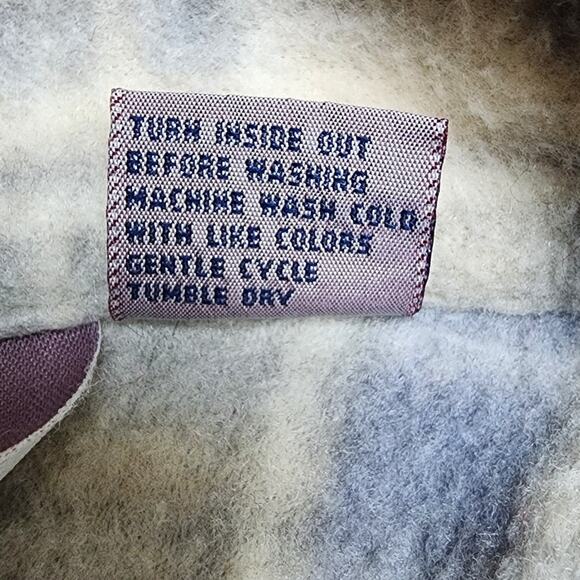 TURN INSIDE OUT
BEFORE WASHING
MACHINE WASH COLD
WITH LIKE COLORS
GENTLE CYCLE
TUMBLE DRY